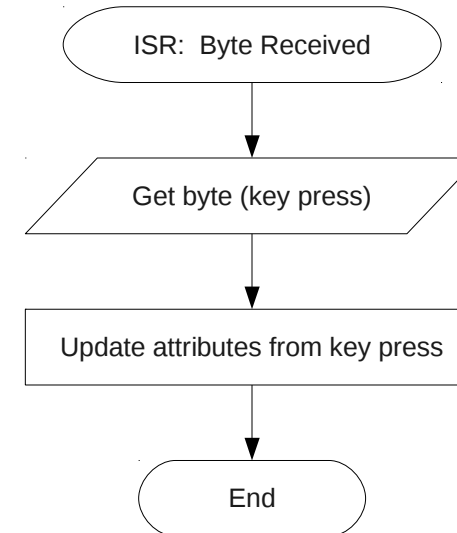 ISR:  Byte Received
Get byte (key press)
Update attributes from key press
End